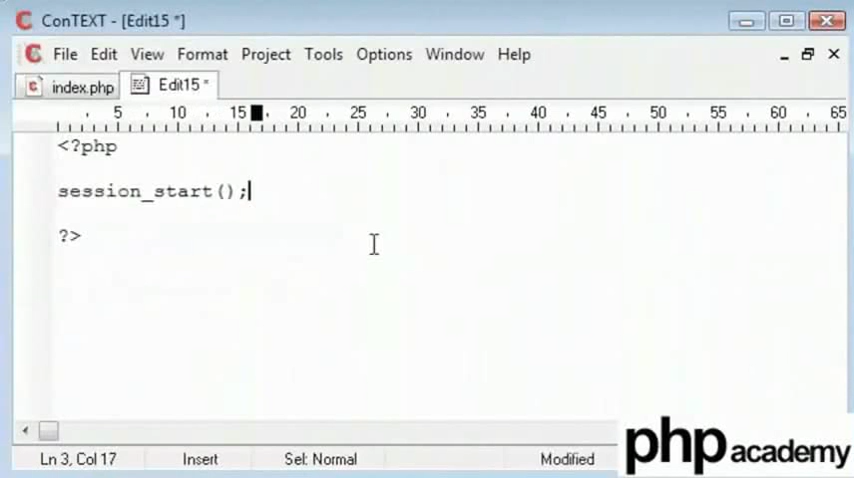 ConTEXT - [Edit15 *]
File Edit View Format Project Tools Options Window Help
index.php Edit15 *
5 10 15 20 25 30 35 40 45 50 55 60 65
<?php
session_start();
?>
Ln 3, Col 17 Insert Sel: Normal Modified
php academy